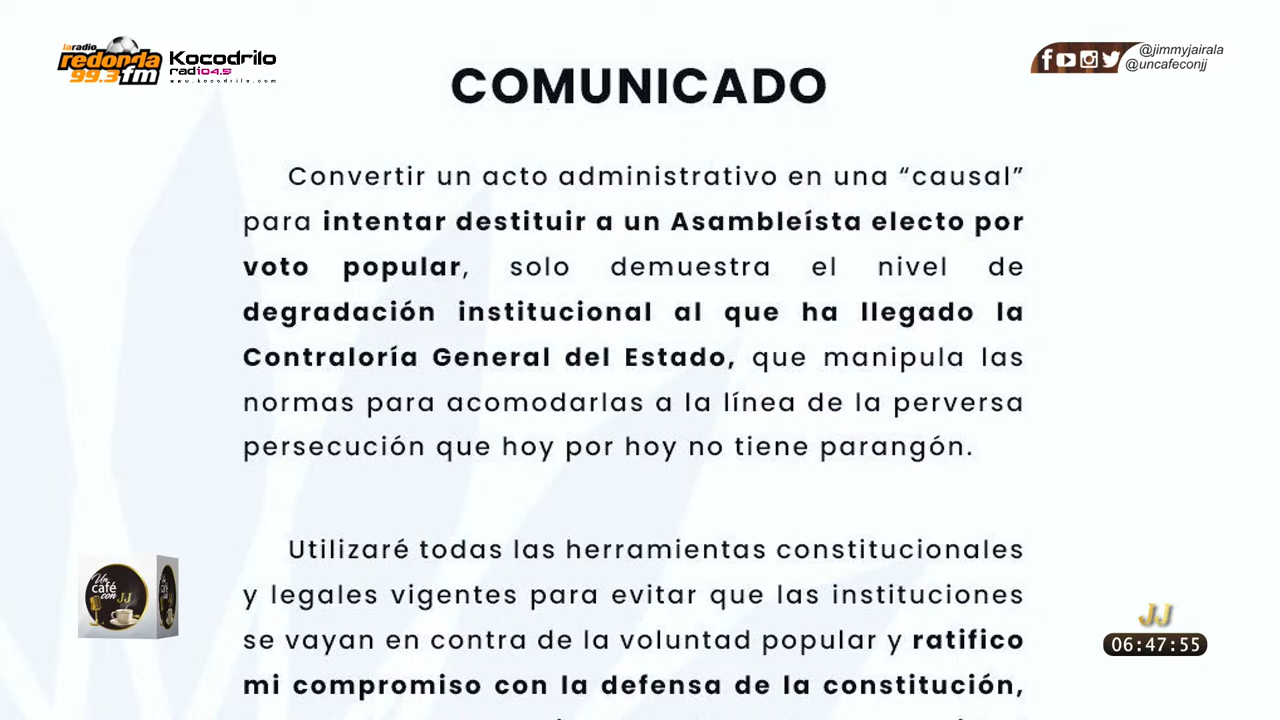 la radio
redonda
99.3 fm
Kocodrilo
radio4.5
www.kocodrilo.com
@jimmyjairala
@uncafeconjj
COMUNICADO
Convertir un acto administrativo en una “causal”
para intentar destituir a un Asambleísta electo por
voto popular, solo demuestra el nivel de
degradación institucional al que ha llegado la
Contraloría General del Estado, que manipula las
normas para acomodarlas a la línea de la perversa
persecución que hoy por hoy no tiene parangón.
Utilizaré todas las herramientas constitucionales
y legales vigentes para evitar que las instituciones
se vayan en contra de la voluntad popular y ratifico
mi compromiso con la defensa de la constitución,
Un
café
con JJ
JJ
06:47:55